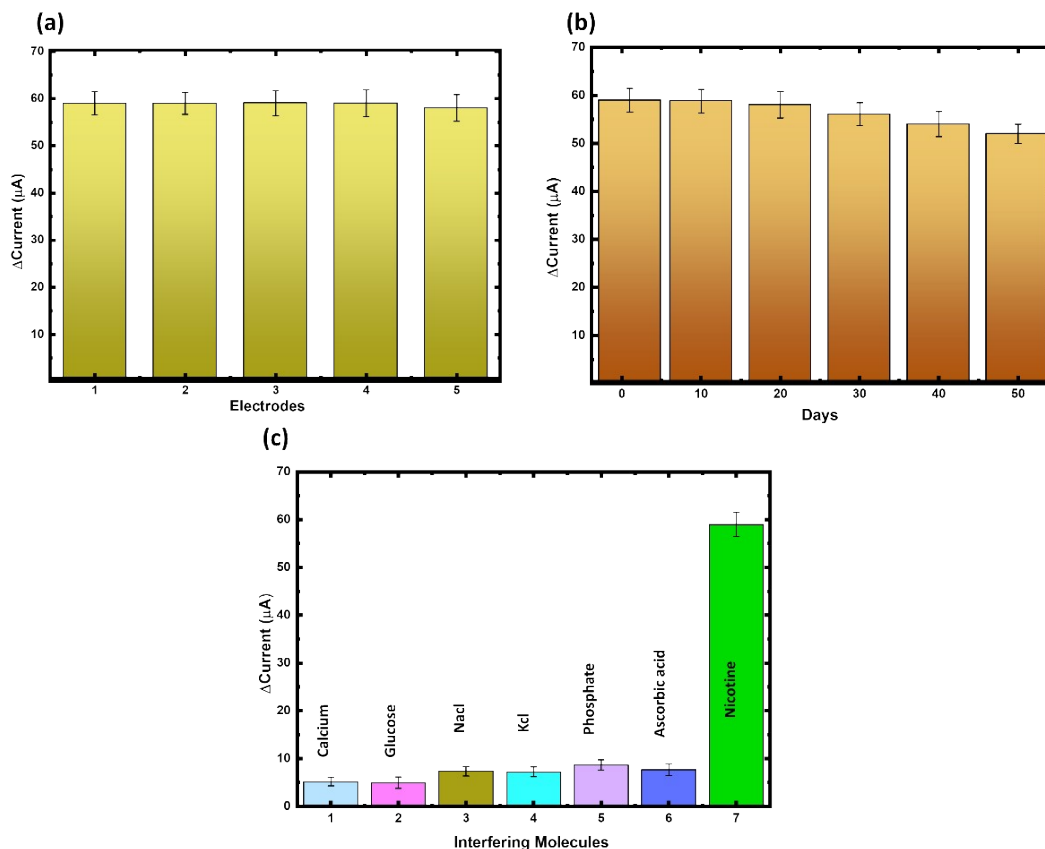 (a)
70
60
50
40
30
20
10
ΔCurrent (μA)
1 2 3 4 5
Electrodes
(b)
70
60
50
40
30
20
10
ΔCurrent (μA)
0 10 20 30 40 50
Days
(c)
70
60
50
40
30
20
10
0
ΔCurrent (μA)
Calcium
Glucose
Nacl
Kcl
Phosphate
Ascorbic acid
Nicotine
1 2 3 4 5 6 7
Interfering Molecules